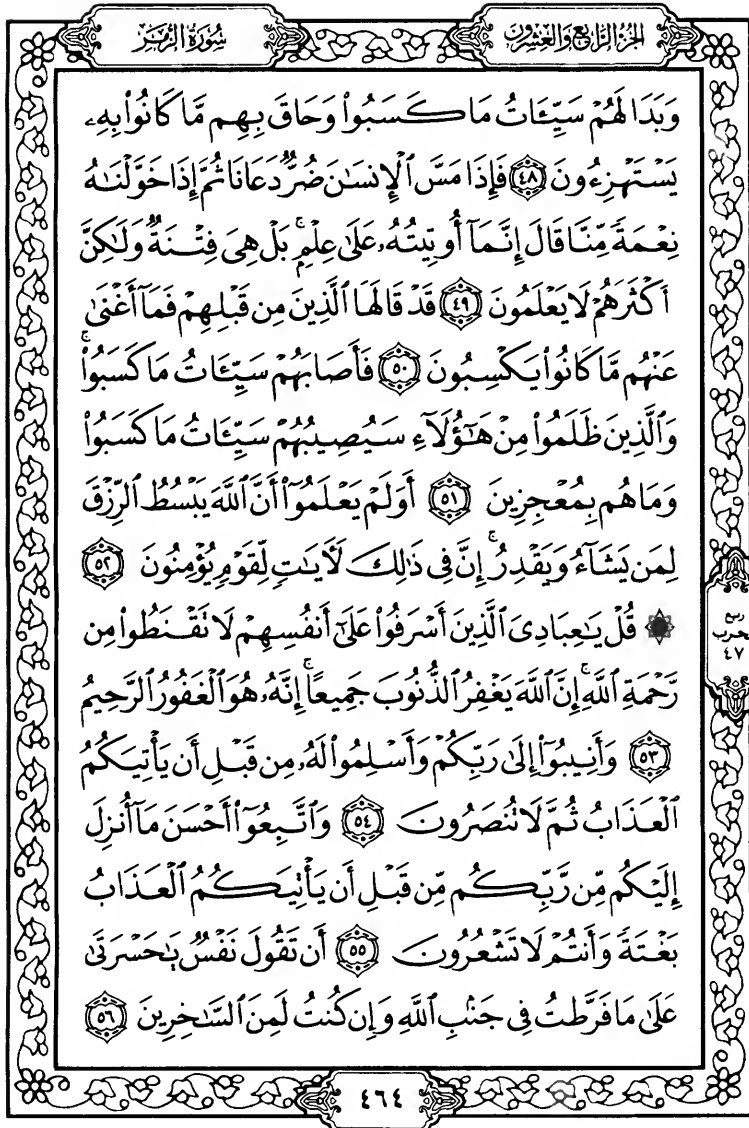 الجزء الرابع والعشرون
سورة الزمر
وَبَدَا لَهُمْ سَيِّـَٔاتُ مَا كَسَبُوا۟ وَحَاقَ بِهِم مَّا كَانُوا۟ بِهِۦ
يَسْتَهْزِءُونَ ٤٨ فَإِذَا مَسَّ ٱلْإِنسَٰنَ ضُرٌّ دَعَانَا ثُمَّ إِذَا خَوَّلْنَٰهُ
نِعْمَةً مِّنَّا قَالَ إِنَّمَآ أُوتِيتُهُۥ عَلَىٰ عِلْمٍۭ ۚ بَلْ هِىَ فِتْنَةٌ وَلَٰكِنَّ
أَكْثَرَهُمْ لَا يَعْلَمُونَ ٤٩ قَدْ قَالَهَا ٱلَّذِينَ مِن قَبْلِهِمْ فَمَآ أَغْنَىٰ
عَنْهُم مَّا كَانُوا۟ يَكْسِبُونَ ٥٠ فَأَصَابَهُمْ سَيِّـَٔاتُ مَا كَسَبُوا۟ ۚ
وَٱلَّذِينَ ظَلَمُوا۟ مِنْ هَٰٓؤُلَآءِ سَيُصِيبُهُمْ سَيِّـَٔاتُ مَا كَسَبُوا۟
وَمَا هُم بِمُعْجِزِينَ ٥١ أَوَلَمْ يَعْلَمُوٓا۟ أَنَّ ٱللَّهَ يَبْسُطُ ٱلرِّزْقَ
لِمَن يَشَآءُ وَيَقْدِرُ ۚ إِنَّ فِى ذَٰلِكَ لَءَايَٰتٍ لِّقَوْمٍ يُؤْمِنُونَ ٥٢
۞ قُلْ يَٰعِبَادِىَ ٱلَّذِينَ أَسْرَفُوا۟ عَلَىٰٓ أَنفُسِهِمْ لَا تَقْنَطُوا۟ مِن
رَّحْمَةِ ٱللَّهِ ۚ إِنَّ ٱللَّهَ يَغْفِرُ ٱلذُّنُوبَ جَمِيعًا ۚ إِنَّهُۥ هُوَ ٱلْغَفُورُ ٱلرَّحِيمُ
٥٣ وَأَنِيبُوٓا۟ إِلَىٰ رَبِّكُمْ وَأَسْلِمُوا۟ لَهُۥ مِن قَبْلِ أَن يَأْتِيَكُمُ
ٱلْعَذَابُ ثُمَّ لَا تُنصَرُونَ ٥٤ وَٱتَّبِعُوٓا۟ أَحْسَنَ مَآ أُنزِلَ
إِلَيْكُم مِّن رَّبِّكُم مِّن قَبْلِ أَن يَأْتِيَكُمُ ٱلْعَذَابُ
بَغْتَةً وَأَنتُمْ لَا تَشْعُرُونَ ٥٥ أَن تَقُولَ نَفْسٌ يَٰحَسْرَتَىٰ
عَلَىٰ مَا فَرَّطتُ فِى جَنۢبِ ٱللَّهِ وَإِن كُنتُ لَمِنَ ٱلسَّٰخِرِينَ ٥٦
ربع
الحزب
٤٧
٤٦٤